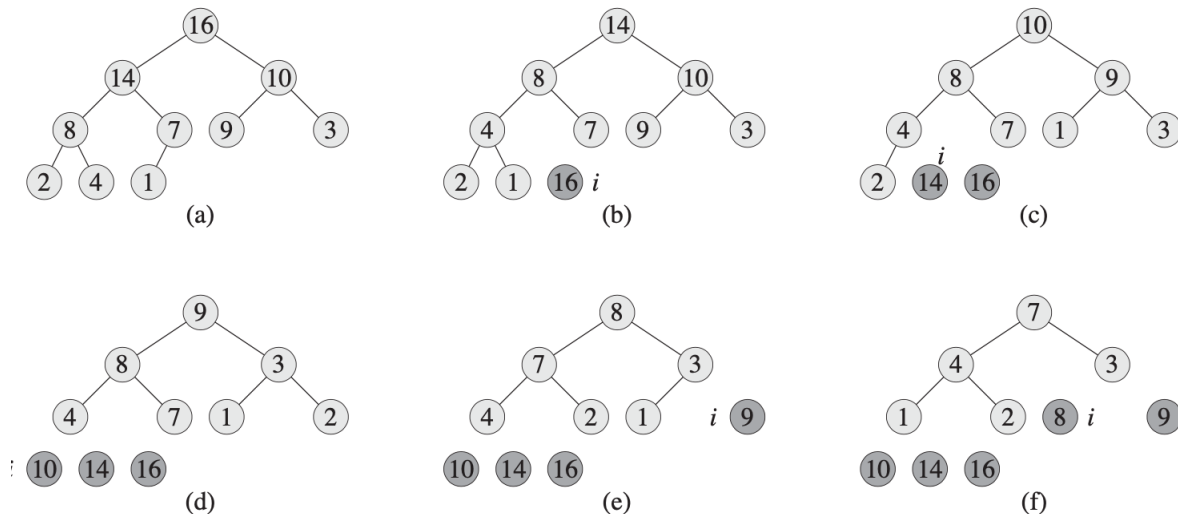 16 14 10
14 10 8 10 8 9
8 7 9 3 4 7 9 3 4 7 1 3
i
2 4 1 2 1 16 i 2 14 16
(a) (b) (c)
9 8 7
8 3 7 3 4 3
4 7 1 2 4 2 1 i 9 1 2 8 i 9
10 14 16 10 14 16 10 14 16
(d) (e) (f)